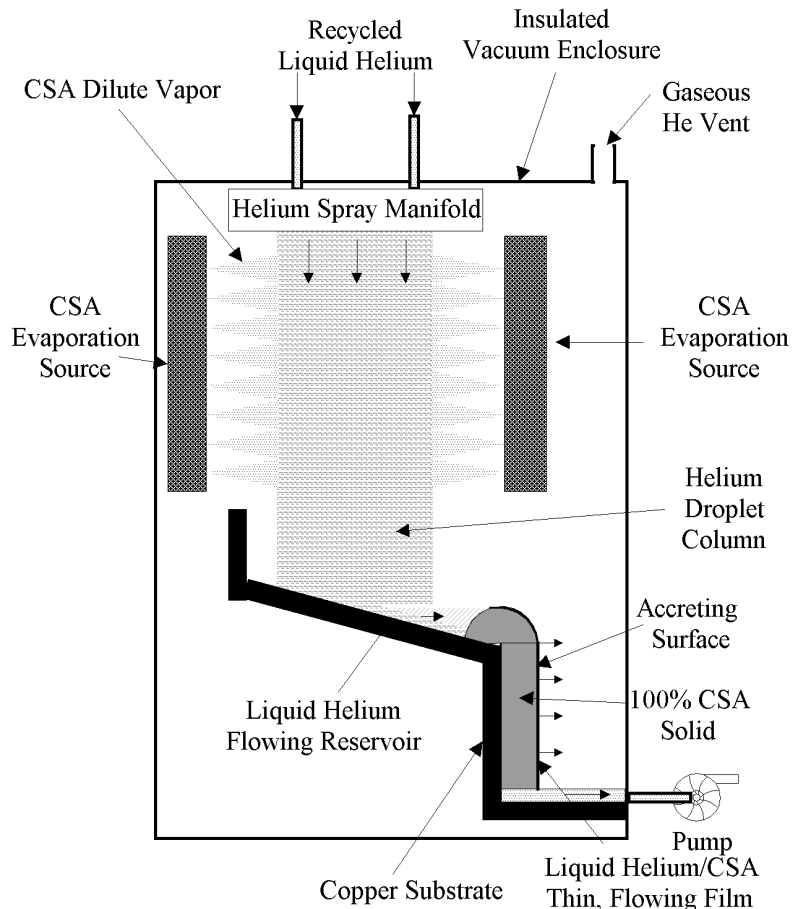 Recycled
Liquid Helium
Insulated
Vacuum Enclosure
CSA Dilute Vapor
Gaseous
He Vent
Helium Spray Manifold
CSA
Evaporation
Source
CSA
Evaporation
Source
Helium
Droplet
Column
Accreting
Surface
100% CSA
Solid
Liquid Helium
Flowing Reservoir
Pump
Copper Substrate
Liquid Helium/CSA
Thin, Flowing Film